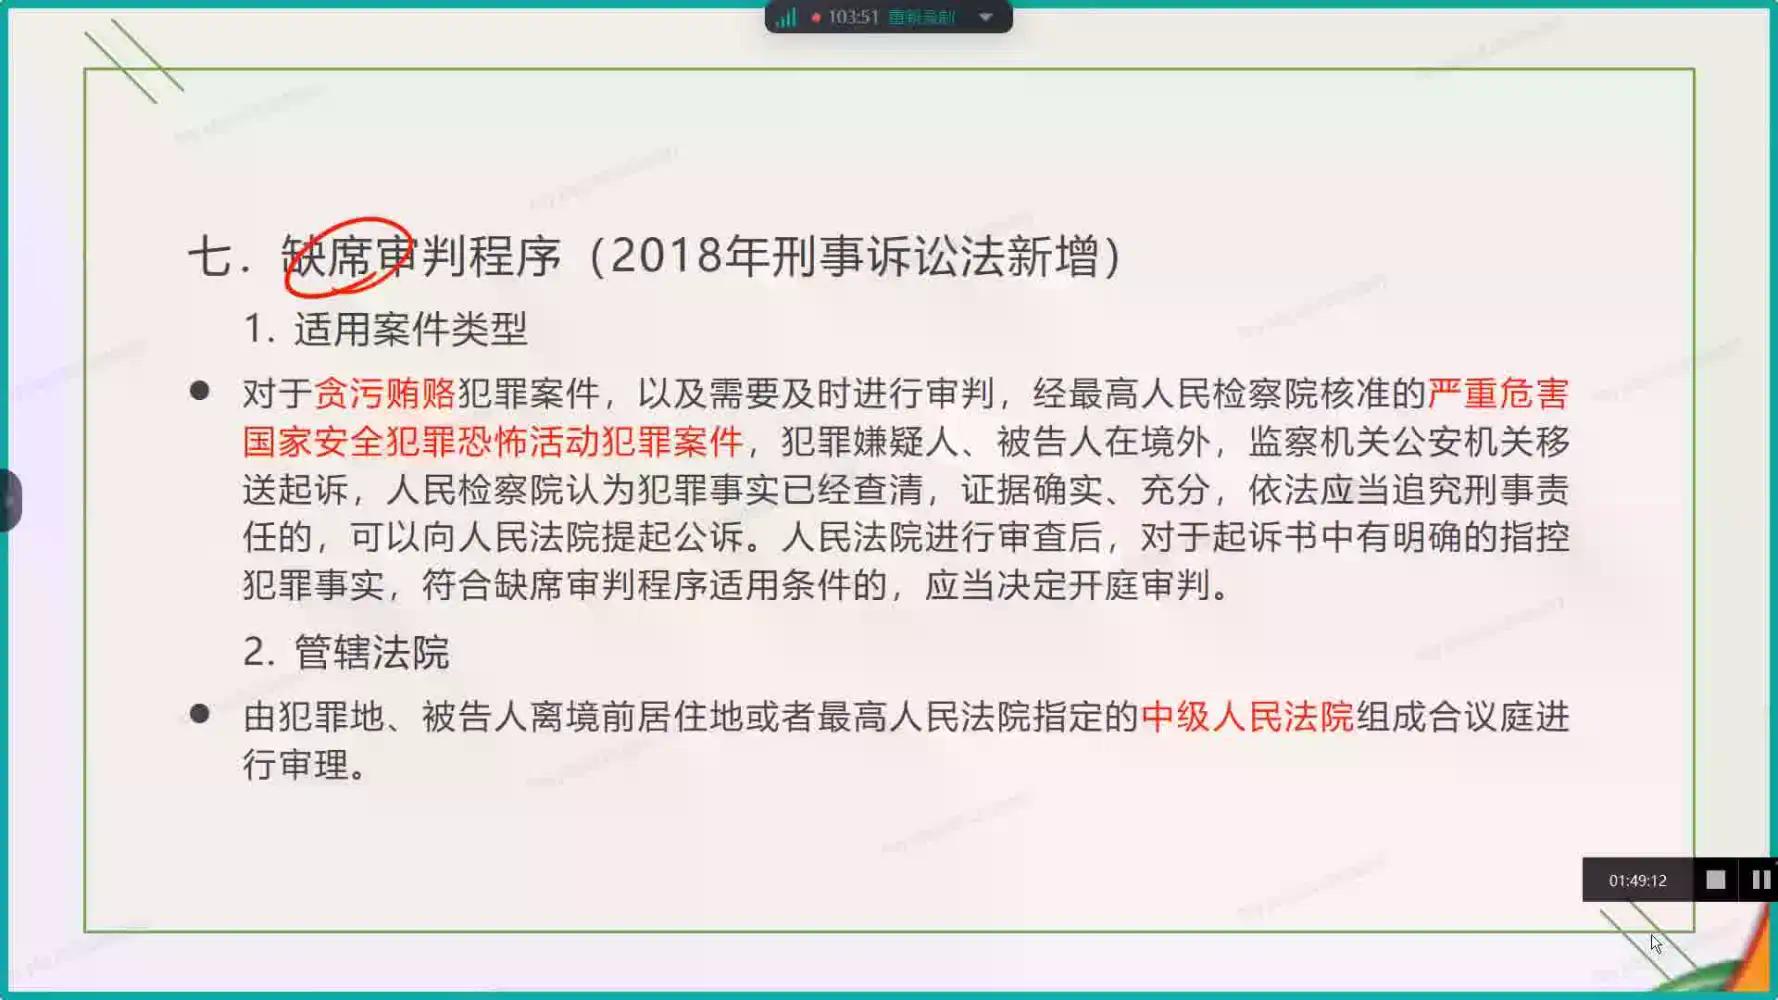 103:51
七. 缺席审判程序（2018年刑事诉讼法新增）
1. 适用案件类型
● 对于贪污贿赂犯罪案件，以及需要及时进行审判，经最高人民检察院核准的严重危害
国家安全犯罪恐怖活动犯罪案件，犯罪嫌疑人、被告人在境外，监察机关公安机关移
送起诉，人民检察院认为犯罪事实已经查清，证据确实、充分，依法应当追究刑事责
任的，可以向人民法院提起公诉。人民法院进行审查后，对于起诉书中有明确的指控
犯罪事实，符合缺席审判程序适用条件的，应当决定开庭审判。
2. 管辖法院
● 由犯罪地、被告人离境前居住地或者最高人民法院指定的中级人民法院组成合议庭进
行审理。
01:49:12